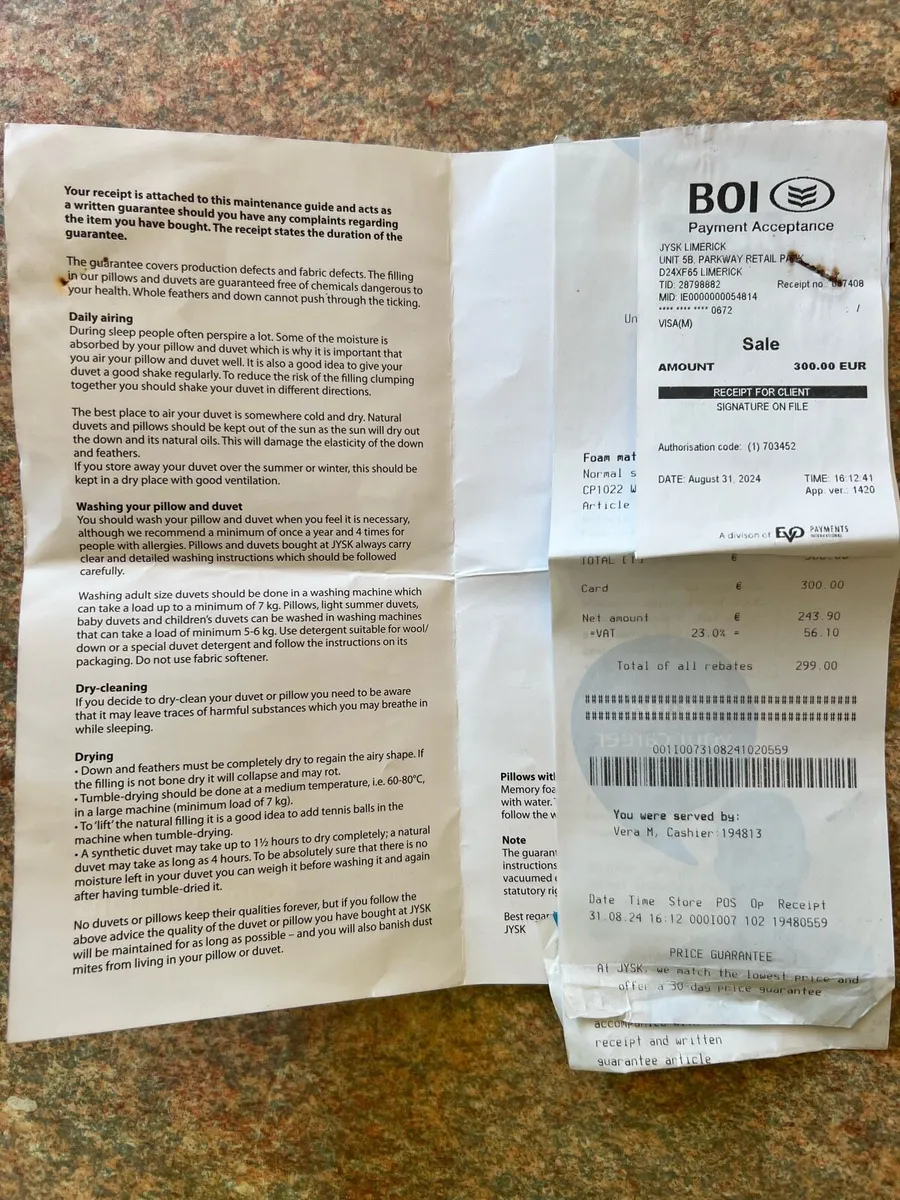 Your receipt is attached to this maintenance guide and acts as
a written guarantee should you have any complaints regarding
the item you have bought. The receipt states the duration of the
guarantee.
The guarantee covers production defects and fabric defects. The filling
in our pillows and duvets are guaranteed free of chemicals dangerous to
your health. Whole feathers and down cannot push through the ticking.
Daily airing
During sleep people often perspire a lot. Some of the moisture is
absorbed by your pillow and duvet which is why it is important that
you air your pillow and duvet well. It is also a good idea to give your
duvet a good shake regularly. To reduce the risk of the filling clumping
together you should shake your duvet in different directions.
The best place to air your duvet is somewhere cold and dry. Natural
duvets and pillows should be kept out of the sun as the sun will dry out
the down and its natural oils. This will damage the elasticity of the down
and feathers.
If you store away your duvet over the summer or winter, this should be
kept in a dry place with good ventilation.
Washing your pillow and duvet
You should wash your pillow and duvet when you feel it is necessary,
although we recommend a minimum of once a year and 4 times for
people with allergies. Pillows and duvets bought at JYSK always carry
clear and detailed washing instructions which should be followed
carefully.
Washing adult size duvets should be done in a washing machine which
can take a load up to a minimum of 7 kg. Pillows, light summer duvets,
baby duvets and children's duvets can be washed in washing machines
that can take a load of minimum 5-6 kg. Use detergent suitable for wool/
down or a special duvet detergent and follow the instructions on its
packaging. Do not use fabric softener.
Dry-cleaning
If you decide to dry-clean your duvet or pillow you need to be aware
that it may leave traces of harmful substances which you may breathe in
while sleeping.
Drying
• Down and feathers must be completely dry to regain the airy shape. If
the filling is not bone dry it will collapse and may rot.
• Tumble-drying should be done at a medium temperature, i.e. 60-80°C,
in a large machine (minimum load of 7 kg).
• To 'lift' the natural filling it is a good idea to add tennis balls in the
machine when tumble-drying.
• A synthetic duvet may take up to 1½ hours to dry completely; a natural
duvet may take as long as 4 hours. To be absolutely sure that there is no
moisture left in your duvet you can weigh it before washing it and again
after having tumble-dried it.
No duvets or pillows keep their qualities forever, but if you follow the
above advice the quality of the duvet or pillow you have bought at JYSK
will be maintained for as long as possible – and you will also banish dust
mites from living in your pillow or duvet.
Pillows wit
Memory foa
with water.
follow the w
Note
The guaran
instructions
vacuumed
statutory rig
Best regar
JYSK
Un
Foam mat
Normal s
CP1022 W
Article
BOI
Payment Acceptance
JYSK LIMERICK
UNIT 5B, PARKWAY RETAIL PARK
D24XF65 LIMERICK
TID: 28798882 Receipt no. 7408
MID: IE0000000054814
**** **** **** 0672 : /
VISA(M)
Sale
AMOUNT 300.00 EUR
RECEIPT FOR CLIENT
SIGNATURE ON FILE
Authorisation code: (1) 703452
DATE: August 31, 2024 TIME: 16:12:41
App. ver.: 1420
A divison of EVO PAYMENTS INTERNATIONAL
TOTAL [1] € 300.00
Card € 300.00
Net amount € 243.90
*VAT 23.0% = 56.10
Total of all rebates 299.00
########################################
########################################
your career
00110073108241020559
You were served by:
Vera M, Cashier:194813
Date Time Store POS Op Receipt
31.08.24 16:12 0001007 102 19480559
PRICE GUARANTEE
At JYSK, we match the lowest price and
offer a 30-day price guarantee
receipt and written
guarantee article